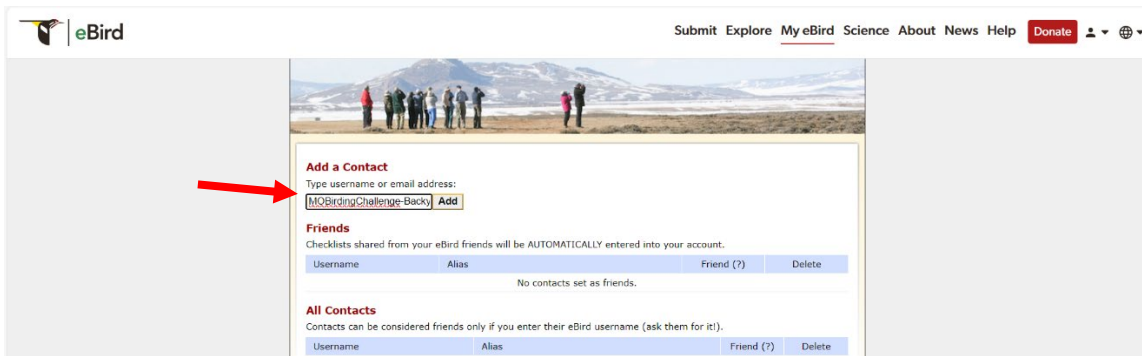 eBird
Submit Explore My eBird Science About News Help Donate
Add a Contact
Type username or email address:
MOBirdingChallenge-Backy Add
Friends
Checklists shared from your eBird friends will be AUTOMATICALLY entered into your account.
Username Alias Friend (?) Delete
No contacts set as friends.
All Contacts
Contacts can be considered friends only if you enter their eBird username (ask them for it!).
Username Alias Friend (?) Delete